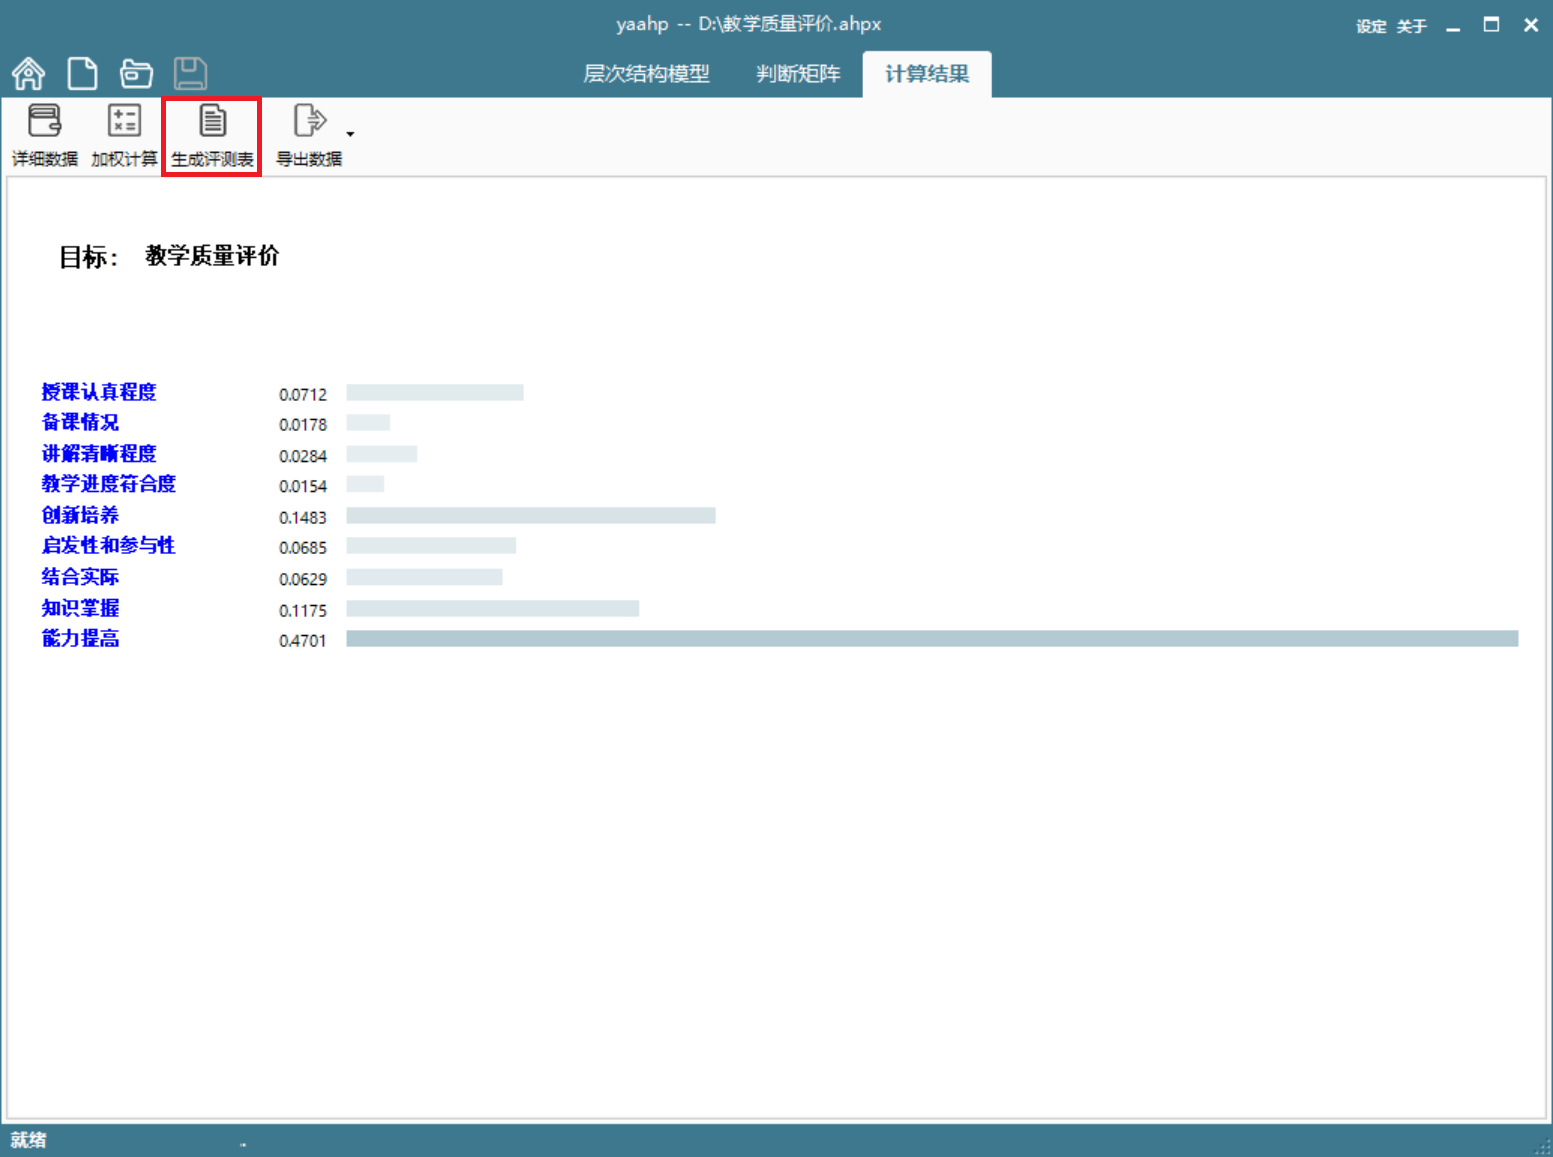 yaahp -- D:\教学质量评价.ahpx
设定 关于
层次结构模型 判断矩阵 计算结果
详细数据 加权计算 生成评测表 导出数据
目标: 教学质量评价
授课认真程度 0.0712
备课情况 0.0178
讲解清晰程度 0.0284
教学进度符合度 0.0154
创新培养 0.1483
启发性和参与性 0.0685
结合实际 0.0629
知识掌握 0.1175
能力提高 0.4701
就绪